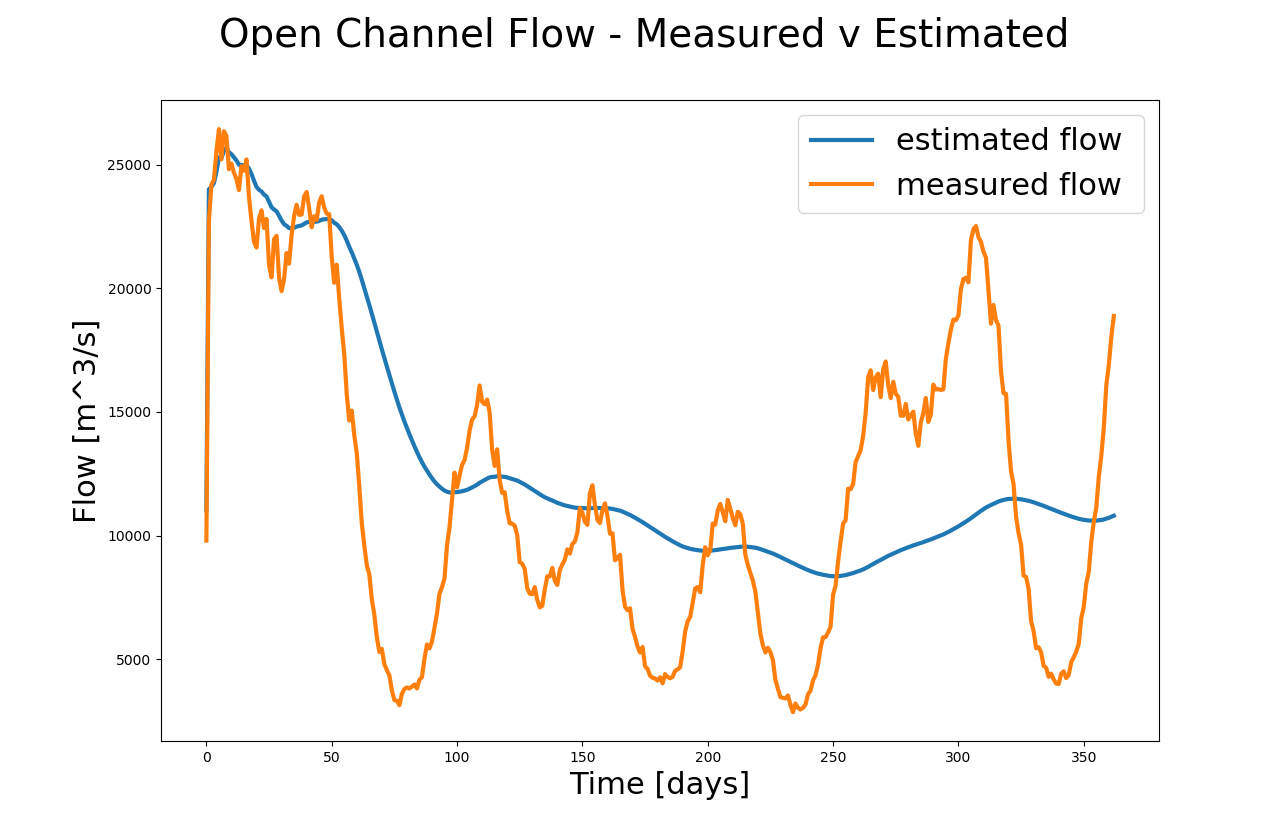 Open Channel Flow - Measured v Estimated
estimated flow
measured flow
25000
20000
15000
10000
5000
Flow [m^3/s]
0 50 100 150 200 250 300 350
Time [days]